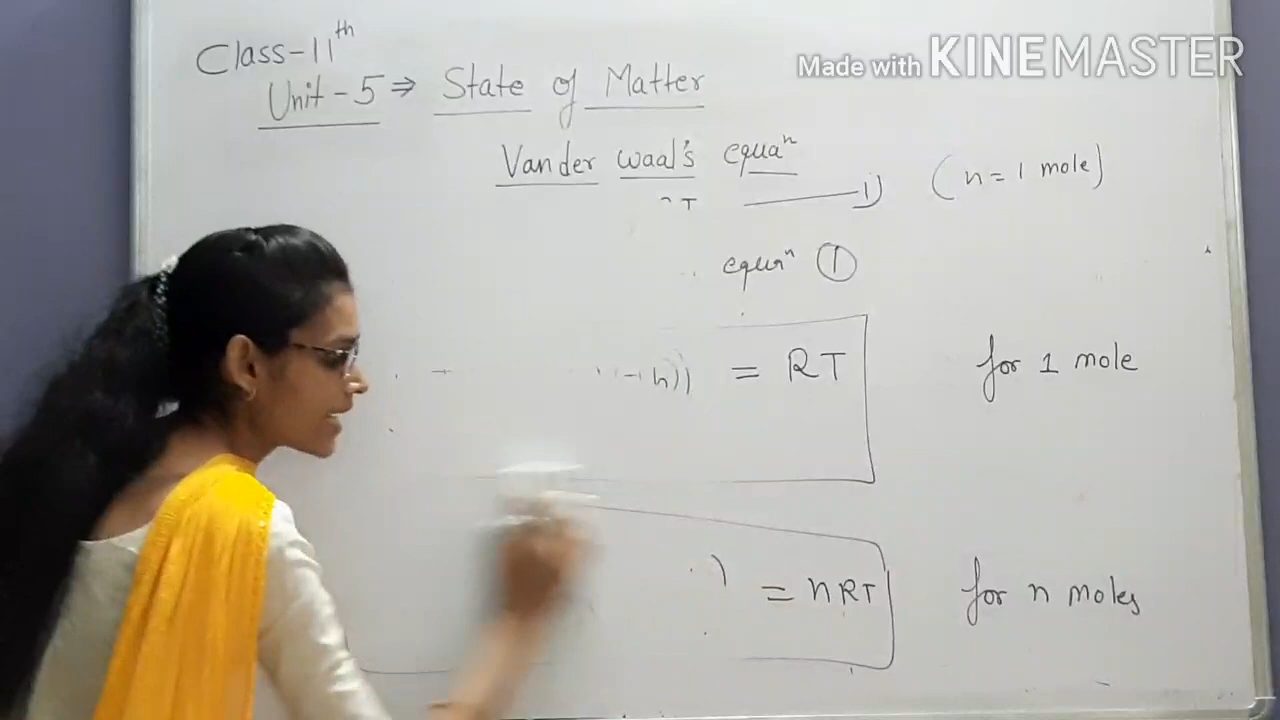 Made with KINEMASTER
Class-11th
Unit-5 ⇒ State of Matter
Vander waal's equaⁿ
i) (n = 1 mole)
equaⁿ ①
= RT for 1 mole
) = nRT for n moles